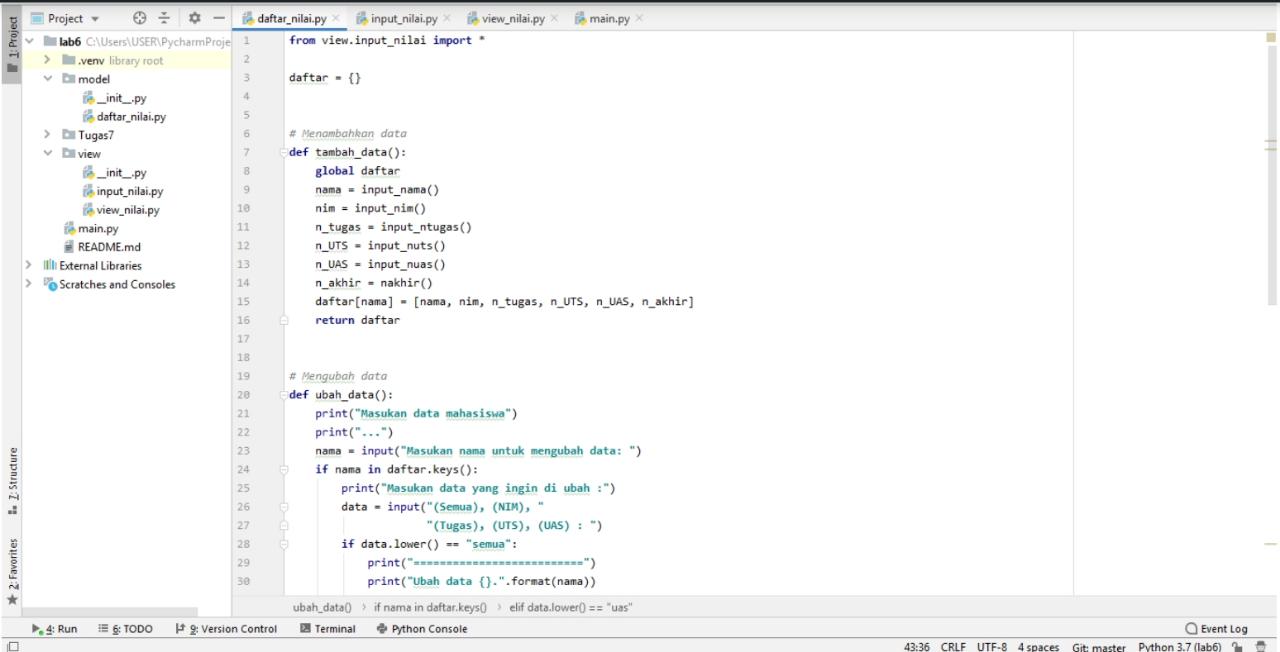 Project
daftar_nilai.py
input_nilai.py
view_nilai.py
main.py
1: Project
lab6 C:\Users\USER\PycharmProje
.venv library root
model
__init__.py
daftar_nilai.py
Tugas7
view
__init__.py
input_nilai.py
view_nilai.py
main.py
README.md
External Libraries
Scratches and Consoles
7: Structure
2: Favorites
1 from view.input_nilai import *
2
3 daftar = {}
4
5
6 # Menambahkan data
7 def tambah_data():
8     global daftar
9     nama = input_nama()
10     nim = input_nim()
11     n_tugas = input_ntugas()
12     n_UTS = input_nuts()
13     n_UAS = input_nuas()
14     n_akhir = nakhir()
15     daftar[nama] = [nama, nim, n_tugas, n_UTS, n_UAS, n_akhir]
16     return daftar
17
18
19 # Mengubah data
20 def ubah_data():
21     print("Masukan data mahasiswa")
22     print("...")
23     nama = input("Masukan nama untuk mengubah data: ")
24     if nama in daftar.keys():
25         print("Masukan data yang ingin di ubah :")
26         data = input("(Semua), (NIM), "
27                      "(Tugas), (UTS), (UAS) : ")
28         if data.lower() == "semua":
29             print("==========================")
30             print("Ubah data {}.".format(nama))
ubah_data() › if nama in daftar.keys() › elif data.lower() == "uas"
4: Run 6: TODO 9: Version Control Terminal Python Console Event Log
43:36 CRLF UTF-8 4 spaces Git: master Python 3.7 (lab6)